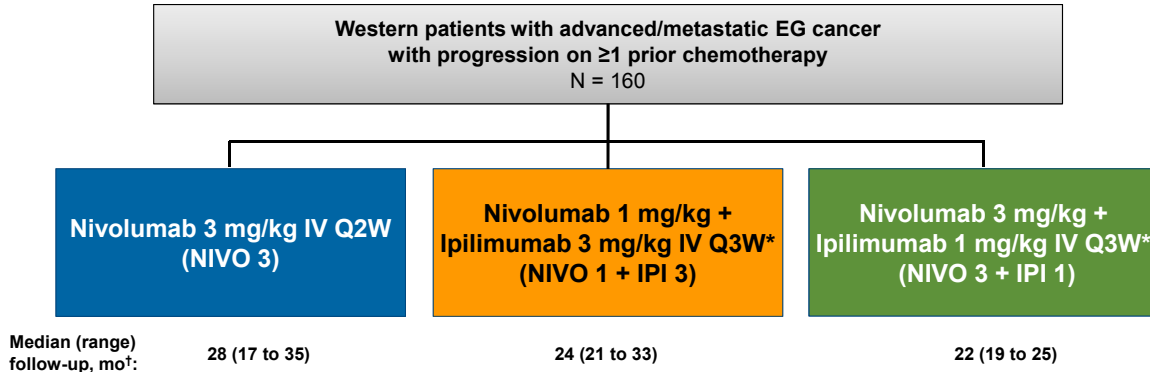 Western patients with advanced/metastatic EG cancer
with progression on ≥1 prior chemotherapy
N = 160
Nivolumab 3 mg/kg IV Q2W
(NIVO 3)
Nivolumab 1 mg/kg +
Ipilimumab 3 mg/kg IV Q3W*
(NIVO 1 + IPI 3)
Nivolumab 3 mg/kg +
Ipilimumab 1 mg/kg IV Q3W*
(NIVO 3 + IPI 1)
Median (range)
follow-up, mo†:
28 (17 to 35)
24 (21 to 33)
22 (19 to 25)